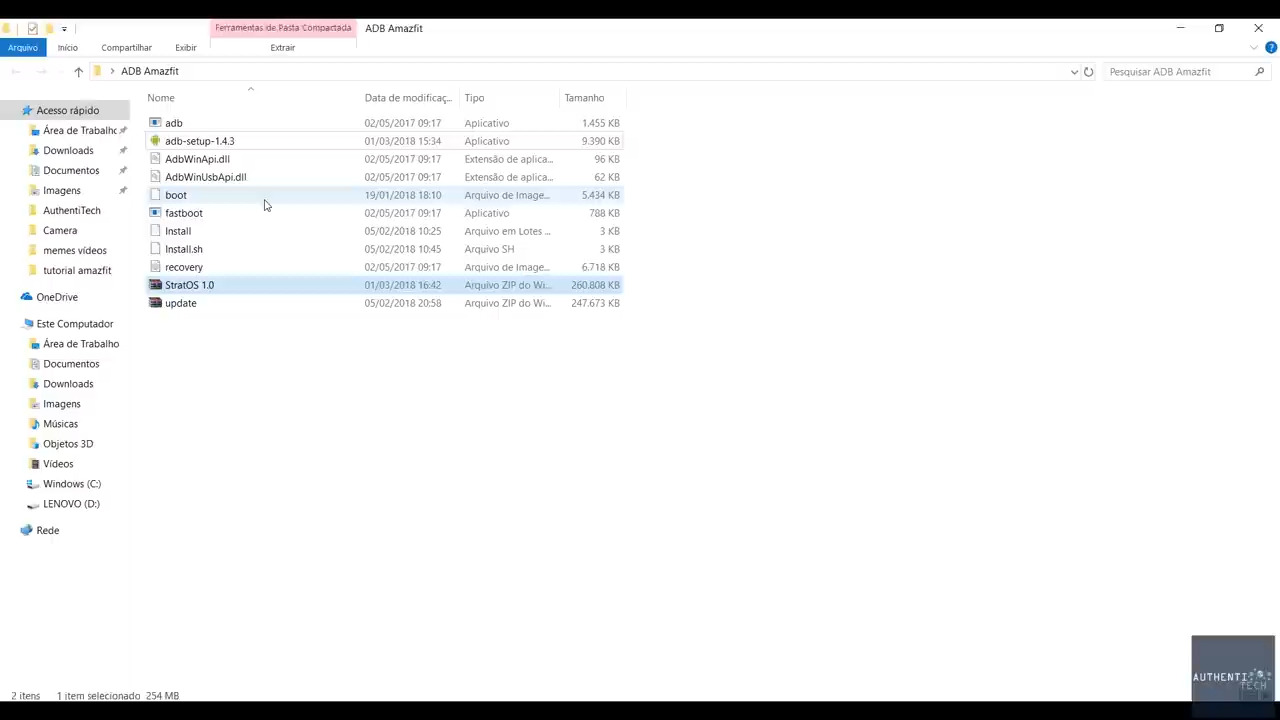 Ferramentas de Pasta Compactada
ADB Amazfit
Arquivo
Início
Compartilhar
Exibir
Extrair
ADB Amazfit
Pesquisar ADB Amazfit
Nome
Data de modificaç...
Tipo
Tamanho
adb 02/05/2017 09:17 Aplicativo 1.455 KB
adb-setup-1.4.3 01/03/2018 15:34 Aplicativo 9.390 KB
AdbWinApi.dll 02/05/2017 09:17 Extensão de aplica... 96 KB
AdbWinUsbApi.dll 02/05/2017 09:17 Extensão de aplica... 62 KB
boot 19/01/2018 18:10 Arquivo de Image... 5.434 KB
fastboot 02/05/2017 09:17 Aplicativo 788 KB
Install 05/02/2018 10:25 Arquivo em Lotes ... 3 KB
Install.sh 05/02/2018 10:45 Arquivo SH 3 KB
recovery 02/05/2017 09:17 Arquivo de Image... 6.718 KB
StratOS 1.0 01/03/2018 16:42 Arquivo ZIP do Wi... 260.808 KB
update 05/02/2018 20:58 Arquivo ZIP do Wi... 247.673 KB
Acesso rápido
Área de Trabalho
Downloads
Documentos
Imagens
AuthentiTech
Camera
memes vídeos
tutorial amazfit
OneDrive
Este Computador
Área de Trabalho
Documentos
Downloads
Imagens
Músicas
Objetos 3D
Vídeos
Windows (C:)
LENOVO (D:)
Rede
2 itens
1 item selecionado 254 MB
AUTHENTI
TECH